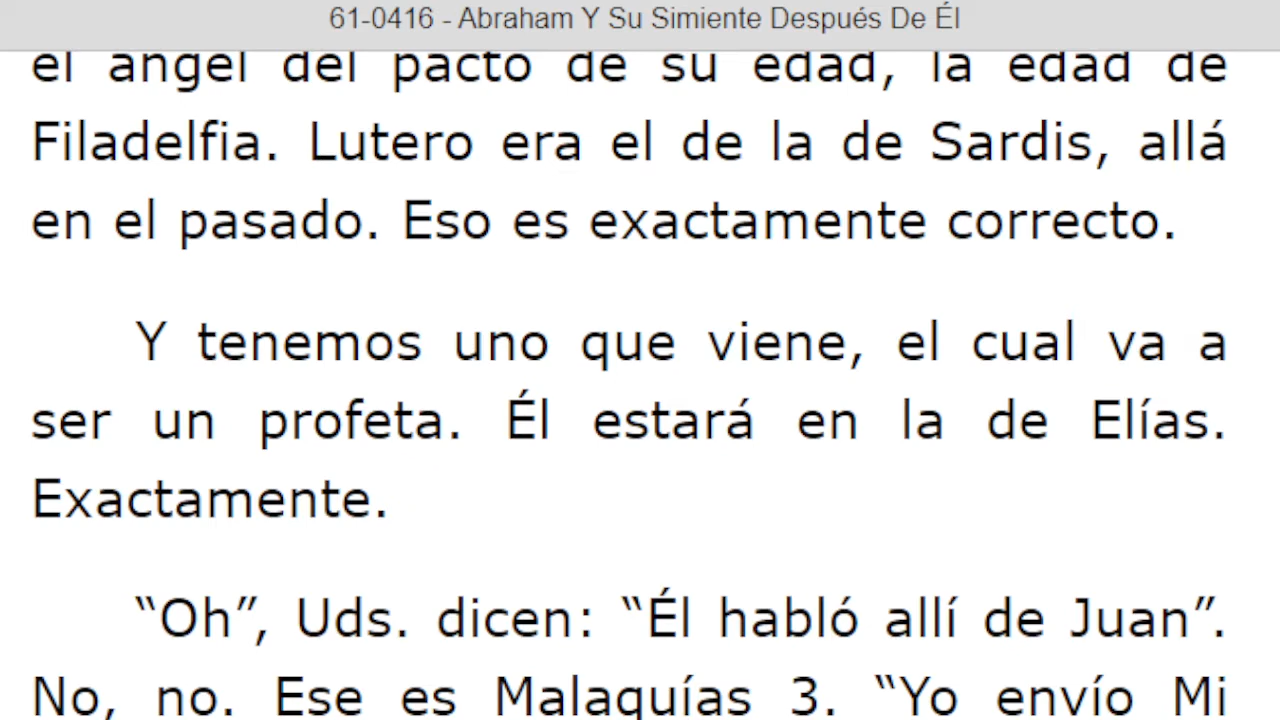 61-0416 - Abraham Y Su Simiente Después De Él
el ángel del pacto de su edad, la edad de
Filadelfia. Lutero era el de la de Sardis, allá
en el pasado. Eso es exactamente correcto.
Y tenemos uno que viene, el cual va a
ser un profeta. Él estará en la de Elías.
Exactamente.
“Oh”, Uds. dicen: “Él habló allí de Juan”.
No, no. Ese es Malaquías 3. “Yo envío Mi